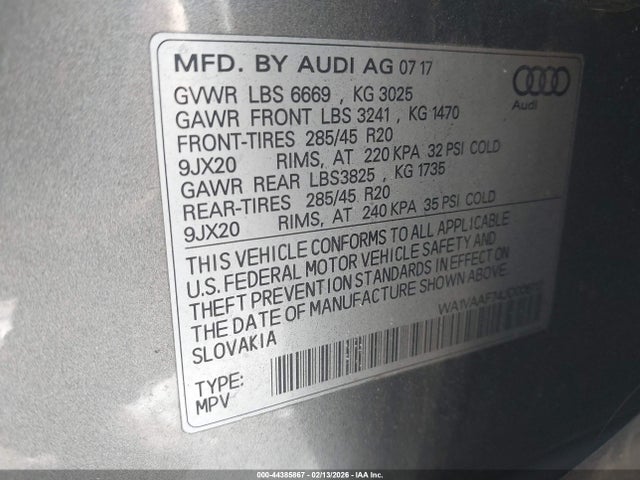 MFD. BY AUDI AG 07 17
Audi
GVWR LBS 6669 , KG 3025
GAWR FRONT LBS 3241 , KG 1470
FRONT-TIRES 285/45 R20
9JX20 RIMS, AT 220 KPA 32 PSI COLD
GAWR REAR LBS3825 , KG 1735
REAR-TIRES 285/45 R20
9JX20 RIMS, AT 240 KPA 35 PSI COLD
THIS VEHICLE CONFORMS TO ALL APPLICABLE
U.S. FEDERAL MOTOR VEHICLE SAFETY AND
THEFT PREVENTION STANDARDS IN EFFECT ON
THE DATE OF MANUFACTURE SHOWN ABOVE.
SLOVAKIA
TYPE:
MPV
000-44385867 - 02/13/2026 - IAA Inc.